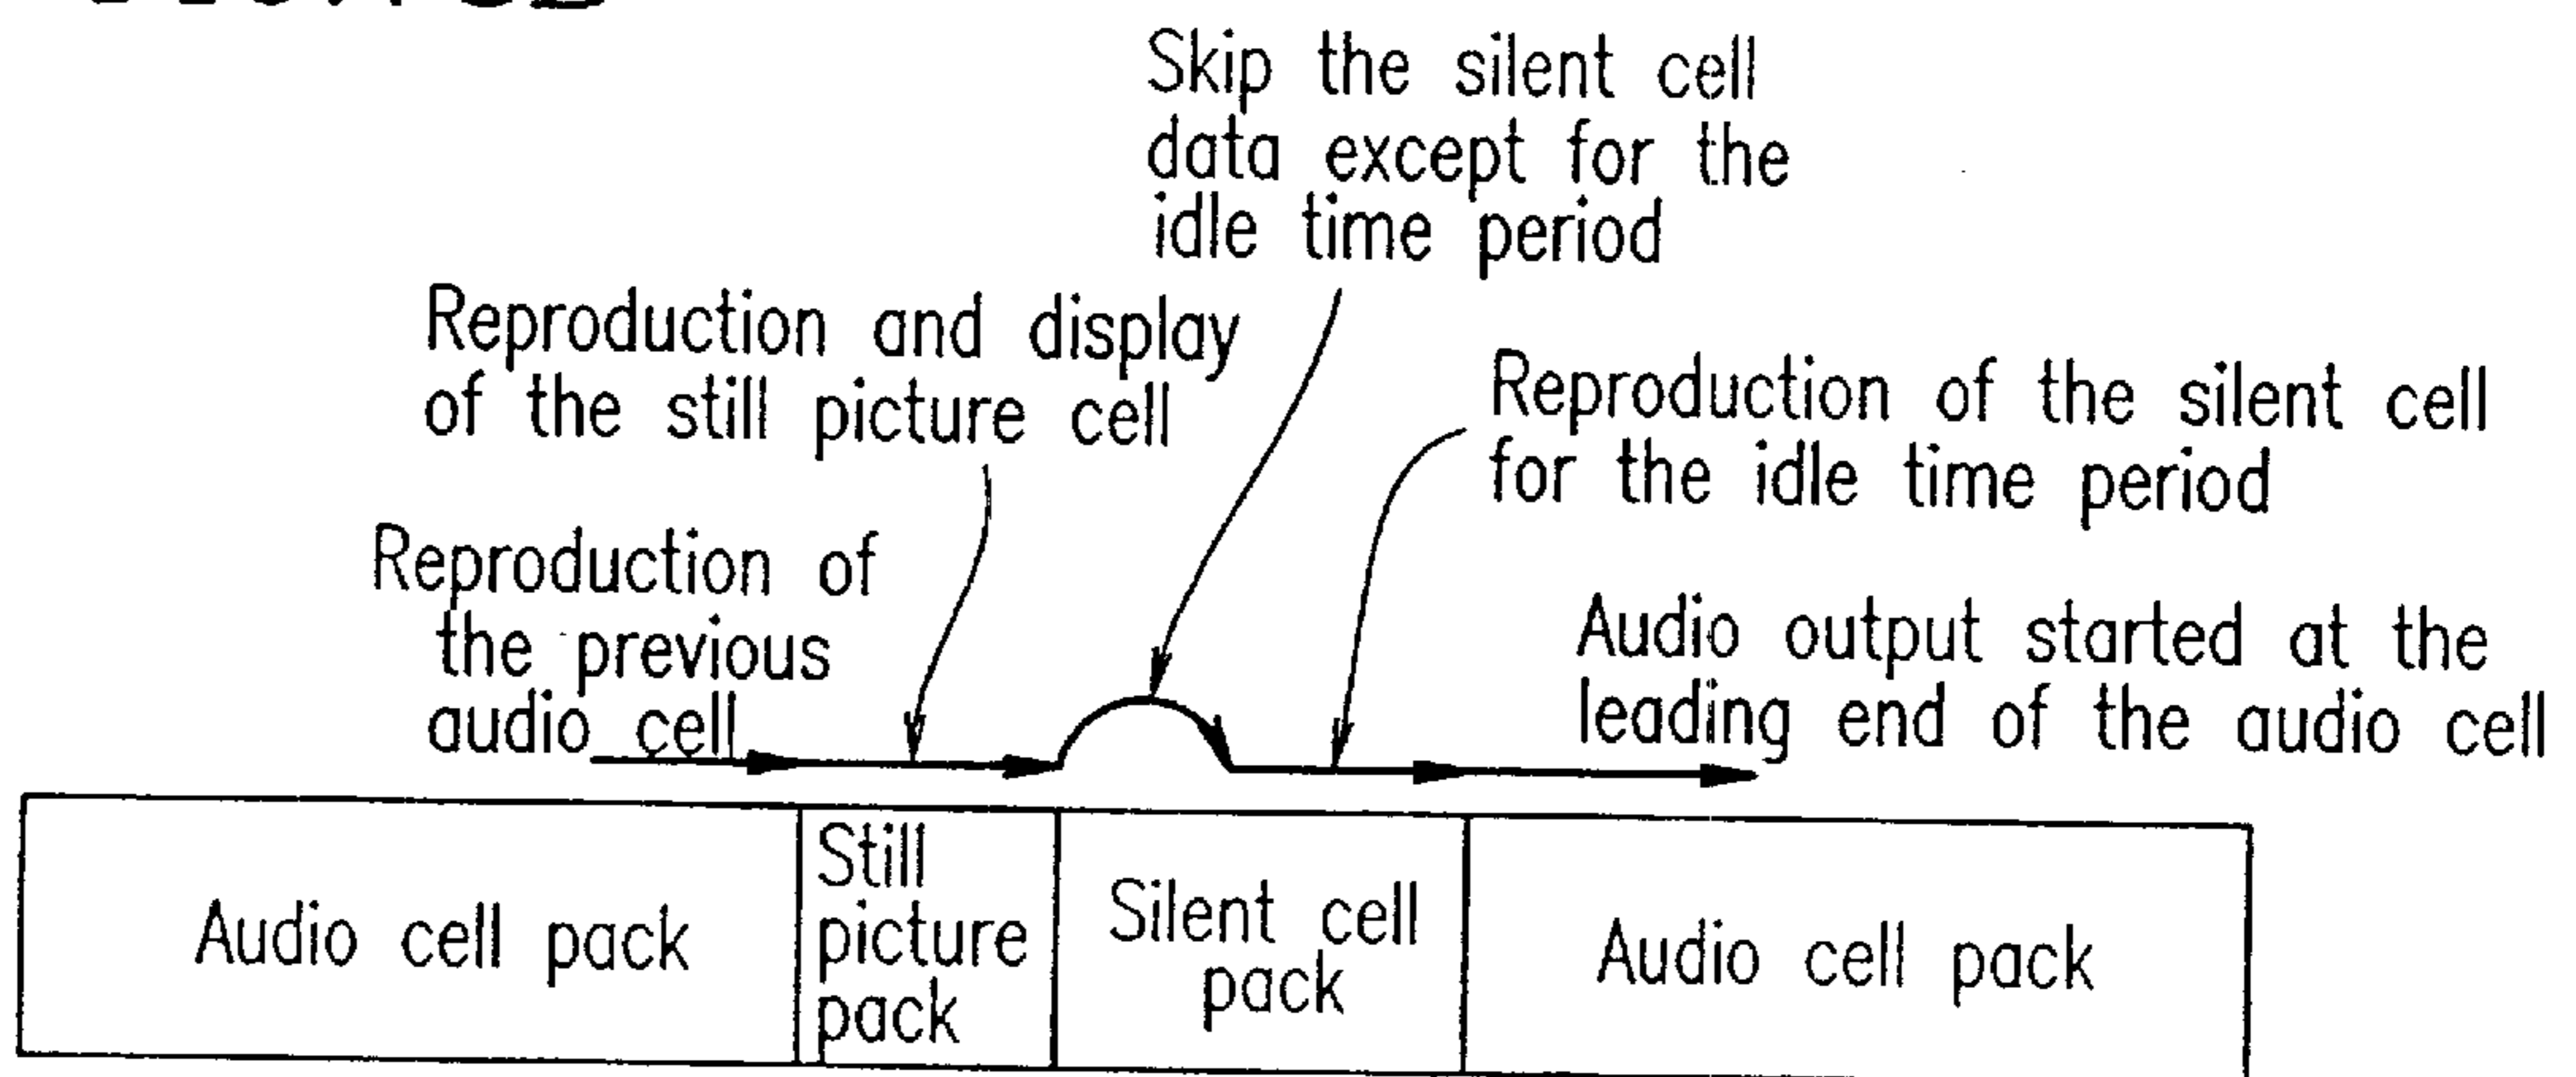 Skip the silent cell
data except for the
idle time period
Reproduction and display
of the still picture cell
Reproduction of the silent cell
for the idle time period
Reproduction of
the previous
audio cell
Audio output started at the
leading end of the audio cell
Audio cell pack
Still
picture
pack
Silent cell
pack
Audio cell pack